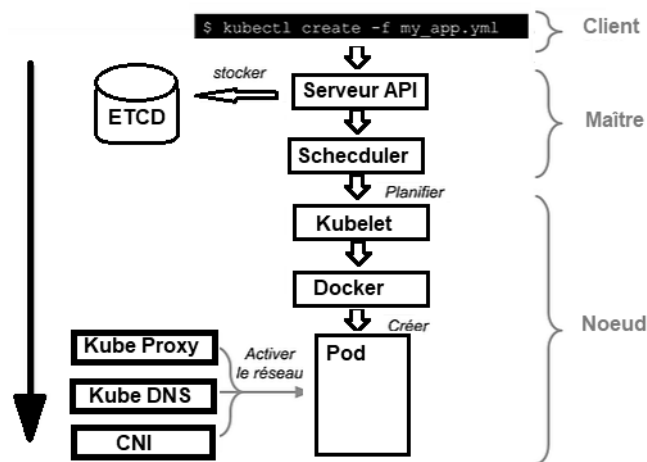 $ kubectl create -f my_app.yml
Client
stocker
ETCD
Serveur API
Maître
Schecduler
Planifier
Kubelet
Docker
Créer
Noeud
Kube Proxy
Activer
le réseau
Pod
Kube DNS
CNI